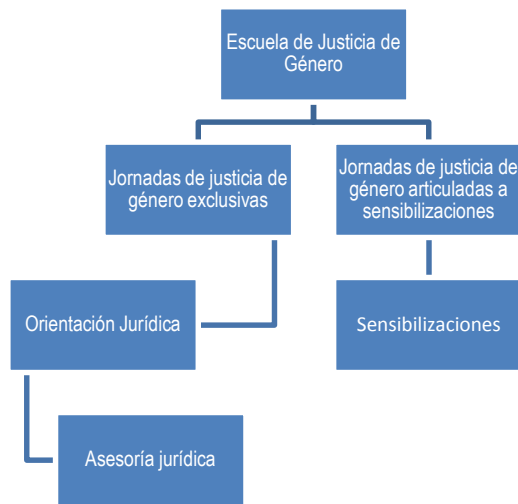 Escuela de Justicia de
Género
Jornadas de justicia de
género exclusivas
Jornadas de justicia de
género articuladas a
sensibilizaciones
Orientación Jurídica
Sensibilizaciones
Asesoría jurídica